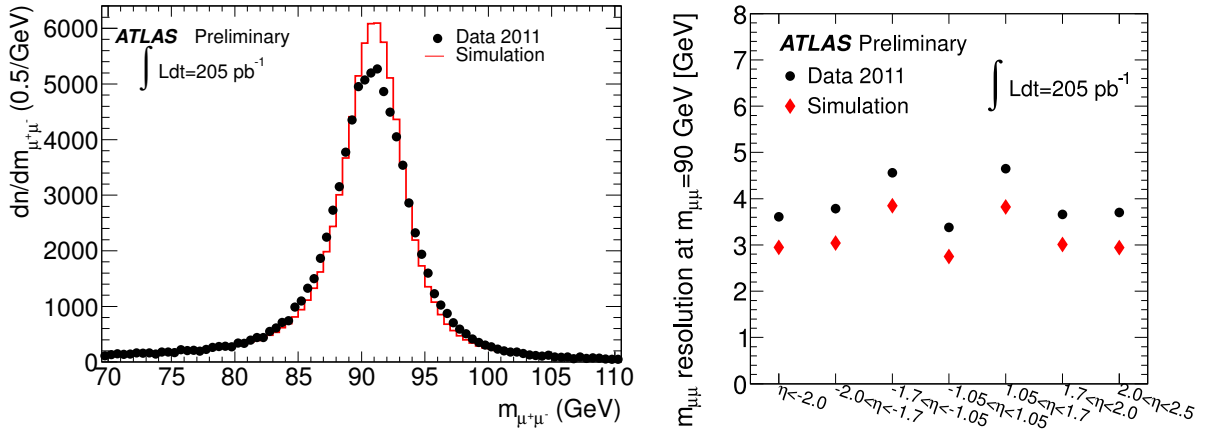 dn/dm_μ⁺μ⁻ (0.5/GeV)
6000
5000
4000
3000
2000
1000
0
ATLAS Preliminary
∫ Ldt=205 pb⁻¹
Data 2011
Simulation
70 75 80 85 90 95 100 105 110
m_μ⁺μ⁻ (GeV)
m_μμ resolution at m_μμ=90 GeV [GeV]
8
7
6
5
4
3
2
1
0
ATLAS Preliminary
Data 2011
Simulation
∫ Ldt=205 pb⁻¹
η<-2.0
-2.0<η<-1.7
-1.7<η<-1.05
-1.05<η<1.05
1.05<η<1.7
1.7<η<2.0
2.0<η<2.5